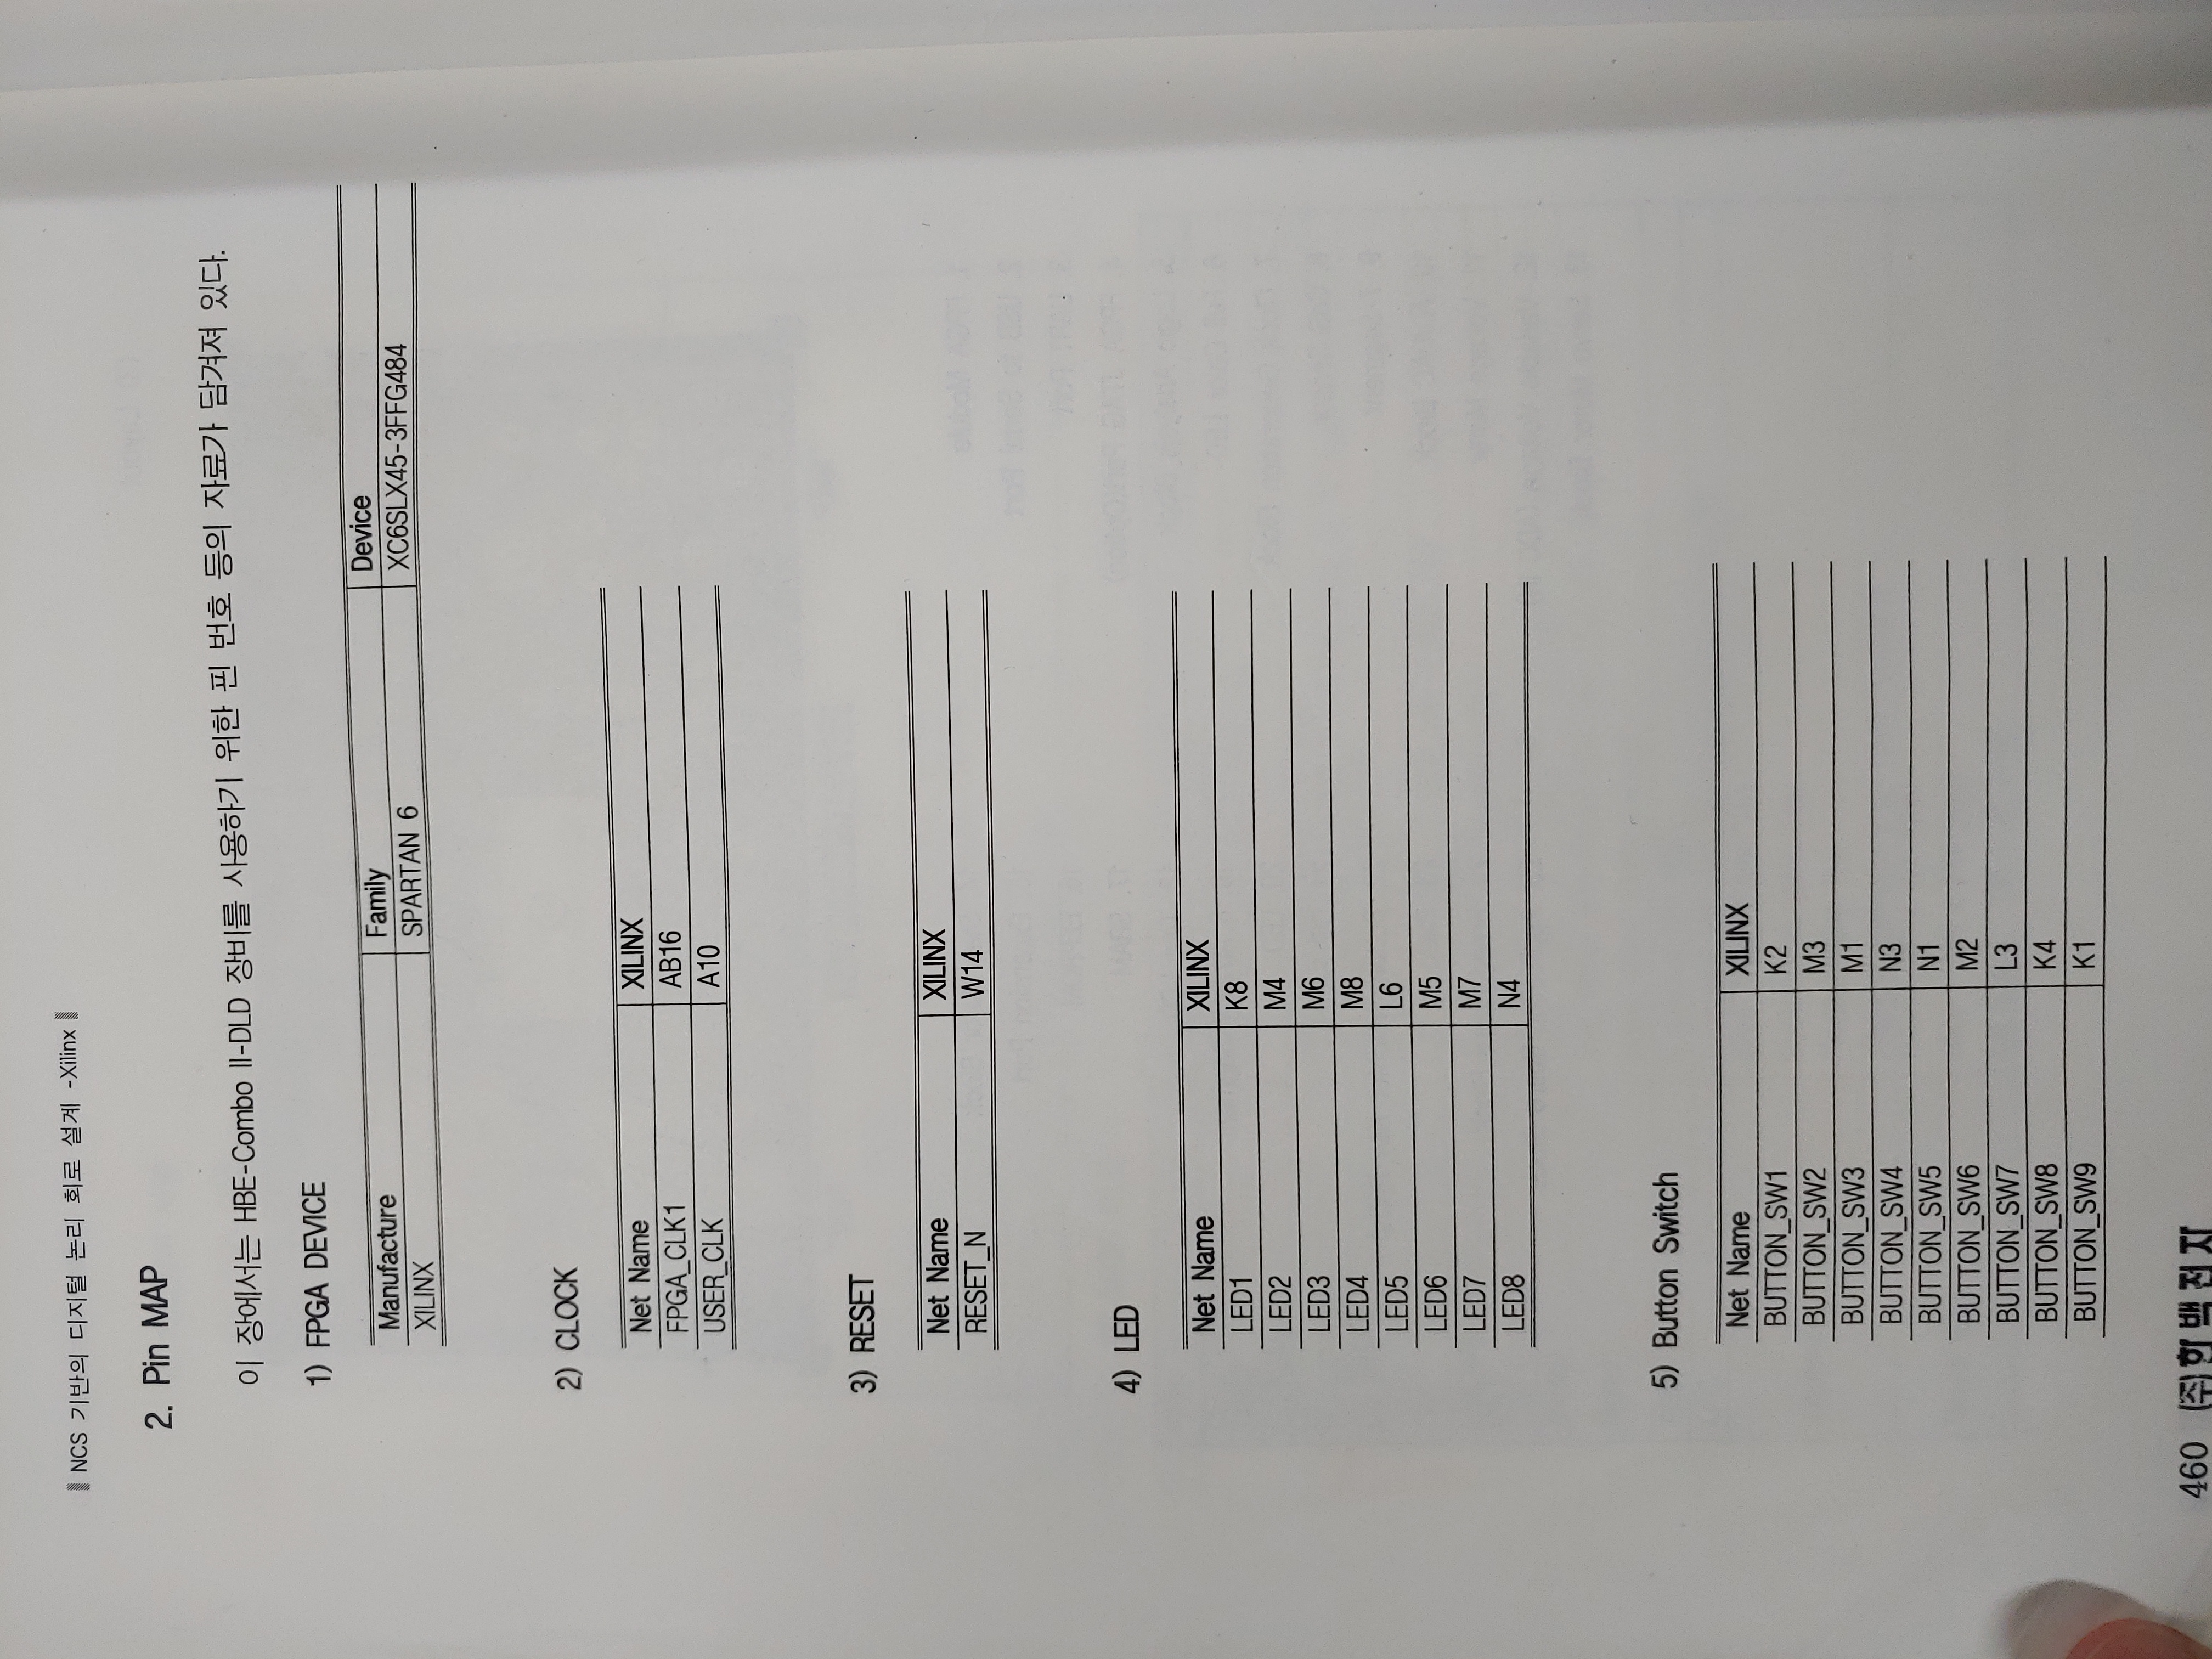 NCS 기반의 디지털 논리 회로 설계 -Xilinx
2. Pin MAP
이 장에서는 HBE-Combo II-DLD 장비를 사용하기 위한 핀 번호 등의 자료가 담겨져 있다.
1) FPGA DEVICE
Manufacture Family Device
XILINX SPARTAN 6 XC6SLX45-3FFG484
2) CLOCK
Net Name XILINX
FPGA_CLK1 AB16
USER_CLK A10
3) RESET
Net Name XILINX
RESET_N W14
4) LED
Net Name XILINX
LED1 K8
LED2 M4
LED3 M6
LED4 M8
LED5 L6
LED6 M5
LED7 M7
LED8 N4
5) Button Switch
Net Name XILINX
BUTTON_SW1 K2
BUTTON_SW2 M3
BUTTON_SW3 M1
BUTTON_SW4 N3
BUTTON_SW5 N1
BUTTON_SW6 M2
BUTTON_SW7 L3
BUTTON_SW8 K4
BUTTON_SW9 K1
460 (주)한백전자